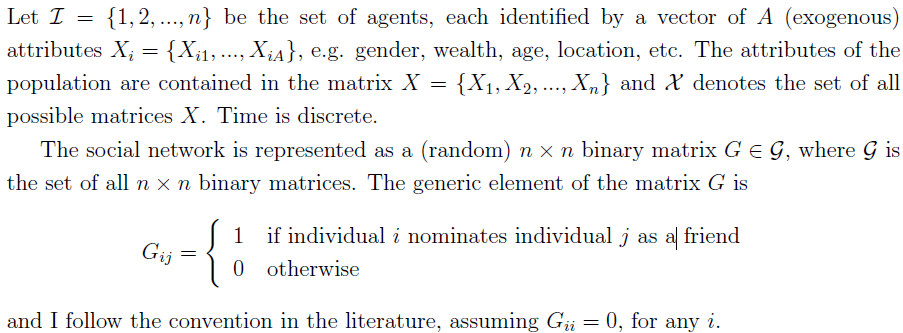 Let $\mathcal{I} = \{1, 2, ..., n\}$ be the set of agents, each identified by a vector of $A$ (exogenous)
attributes $X_i = \{X_{i1}, ..., X_{iA}\}$, e.g. gender, wealth, age, location, etc. The attributes of the
population are contained in the matrix $X = \{X_1, X_2, ..., X_n\}$ and $\mathcal{X}$ denotes the set of all
possible matrices $X$. Time is discrete.
The social network is represented as a (random) $n \times n$ binary matrix $G \in \mathcal{G}$, where $\mathcal{G}$ is
the set of all $n \times n$ binary matrices. The generic element of the matrix $G$ is
$G_{ij} = \begin{cases} 1 & \text{if individual } i \text{ nominates individual } j \text{ as a friend} \\ 0 & \text{otherwise} \end{cases}$
and I follow the convention in the literature, assuming $G_{ii} = 0$, for any $i$.